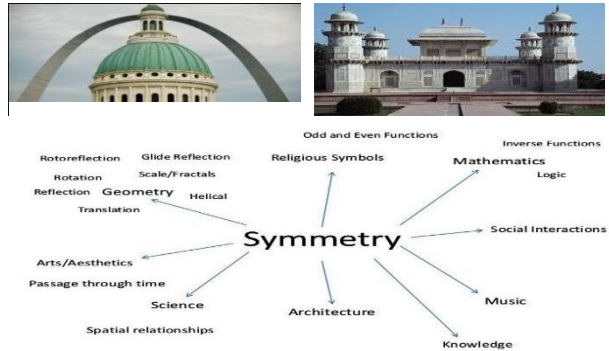 Odd and Even Functions
Inverse Functions
Rotoreflection
Glide Reflection
Religious Symbols
Mathematics
Rotation
Scale/Fractals
Logic
Reflection
Geometry
Helical
Translation
Social Interactions
Symmetry
Arts/Aesthetics
Passage through time
Science
Music
Architecture
Spatial relationships
Knowledge